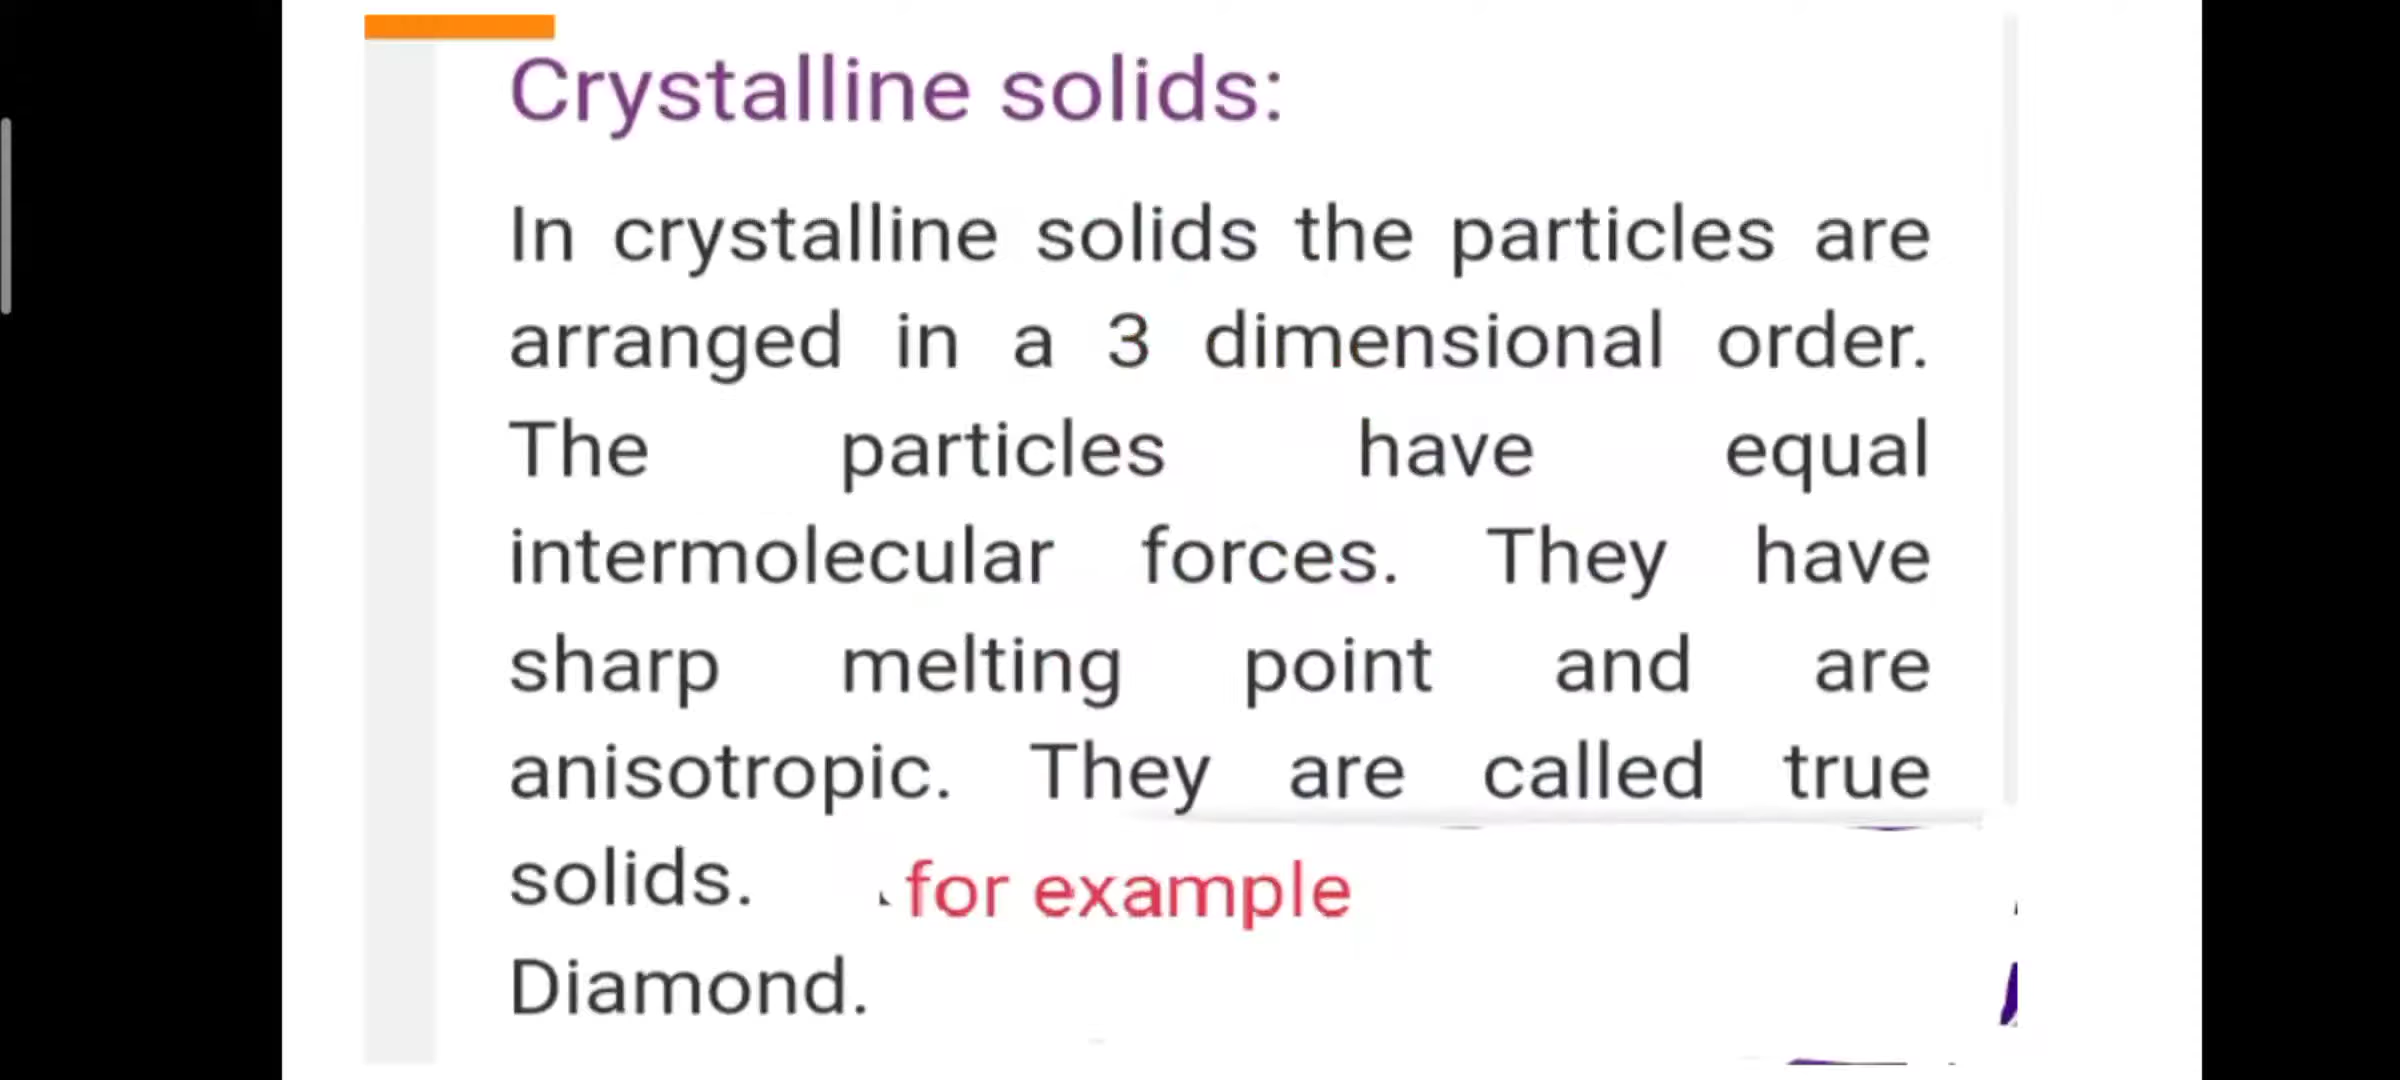 Crystalline solids:
In crystalline solids the particles are
arranged in a 3 dimensional order.
The particles have equal
intermolecular forces. They have
sharp melting point and are
anisotropic. They are called true
solids. for example
Diamond.